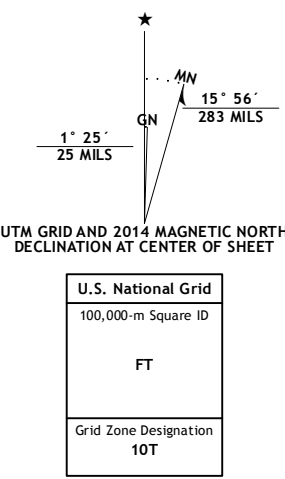 MN
15° 56´
283 MILS
GN
1° 25´
25 MILS
UTM GRID AND 2014 MAGNETIC NORTH
DECLINATION AT CENTER OF SHEET
U.S. National Grid
100,000-m Square ID
FT
Grid Zone Designation
10T